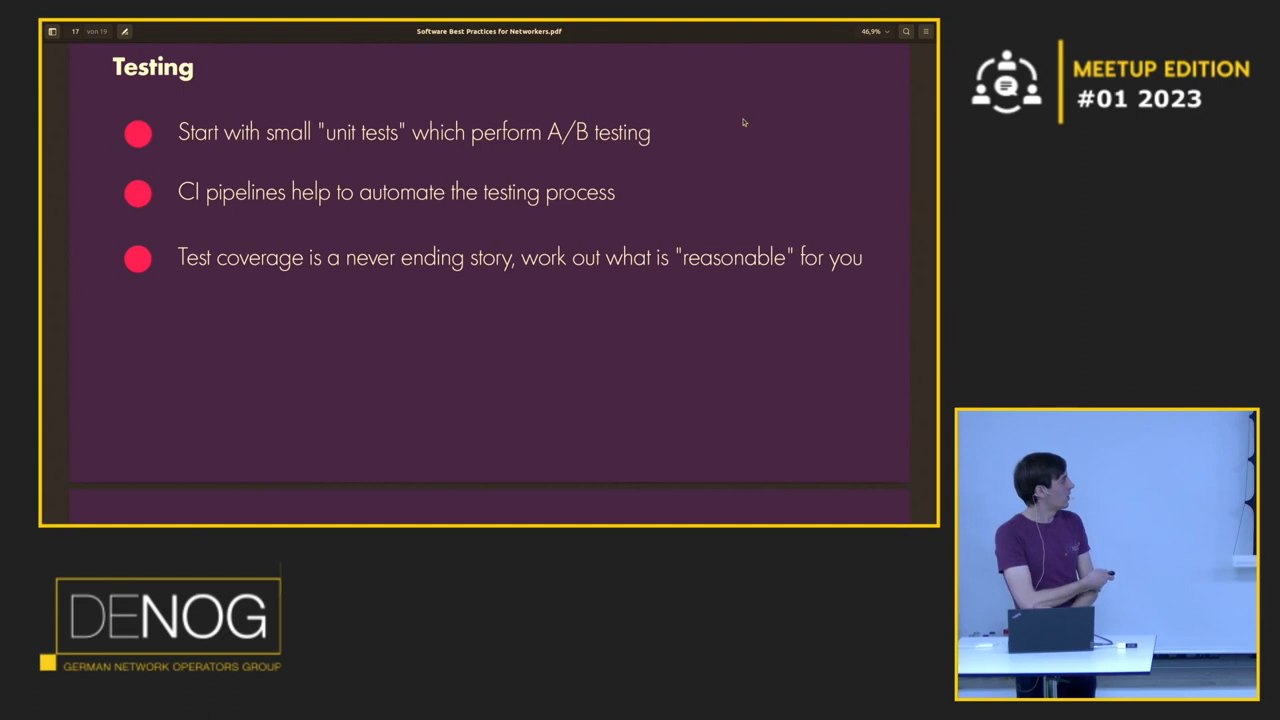 17 von 19
Software Best Practices for Networkers.pdf
46,9%
Testing
Start with small "unit tests" which perform A/B testing
CI pipelines help to automate the testing process
Test coverage is a never ending story, work out what is "reasonable" for you
MEETUP EDITION
#01 2023
DENOG
GERMAN NETWORK OPERATORS GROUP